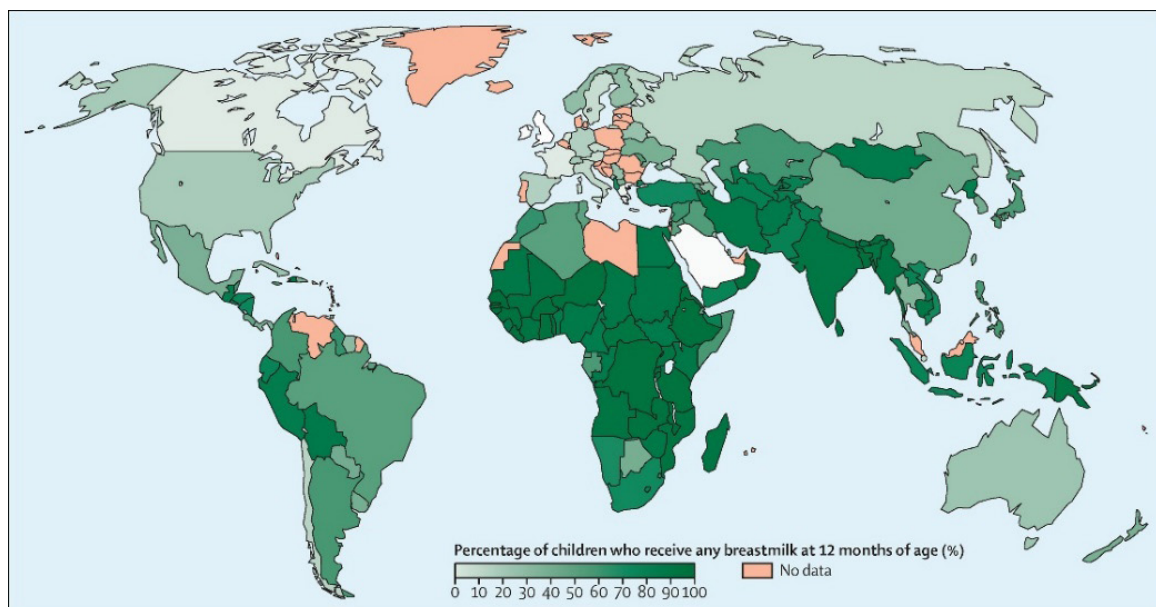 Percentage of children who receive any breastmilk at 12 months of age (%)
No data
0 10 20 30 40 50 60 70 80 90 100